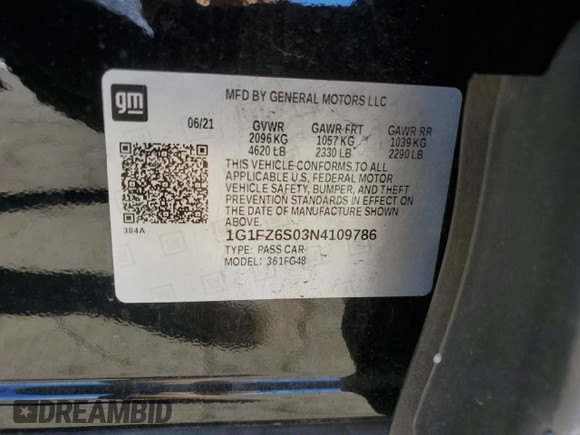 gm
MFD BY GENERAL MOTORS LLC
06/21 GVWR GAWR FRT GAWR RR
2096 KG 1057 KG 1039 KG
4620 LB 2330 LB 2290 LB
THIS VEHICLE CONFORMS TO ALL
APPLICABLE U.S. FEDERAL MOTOR
VEHICLE SAFETY, BUMPER, AND THEFT
PREVENTION STANDARDS IN EFFECT ON
THE DATE OF MANUFACTURE SHOWN
ABOVE.
384A
1G1FZ6S03N4109786
TYPE: PASS CAR
MODEL: 361FG48
DREAMBID